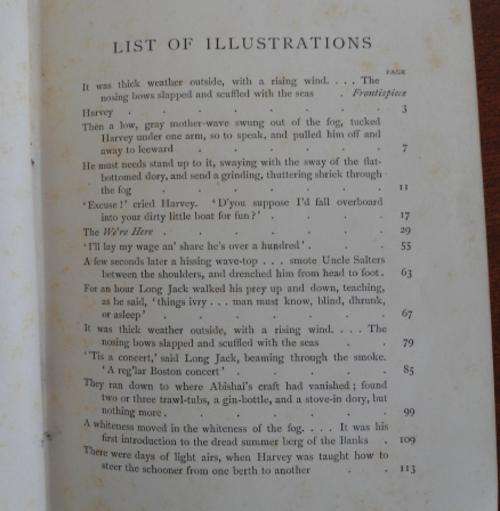 LIST OF ILLUSTRATIONS
PAGE
It was thick weather outside, with a rising wind. . . . The
nosing bows slapped and scuffled with the seas . Frontispiece
Harvey . . . . . . . . 3
Then a low, gray mother-wave swung out of the fog, tucked
Harvey under one arm, so to speak, and pulled him off and
away to leeward . . . . . . 7
He must needs stand up to it, swaying with the sway of the flat-
bottomed dory, and send a grinding, thuttering shriek through
the fog . . . . . . . 11
'Excuse!' cried Harvey. 'D'you suppose I'd fall overboard
into your dirty little boat for fun?' . . . . 17
The We're Here . . . . . . . 29
'I'll lay my wage an' share he's over a hundred' . . . 55
A few seconds later a hissing wave-top . . . smote Uncle Salters
between the shoulders, and drenched him from head to foot. 63
For an hour Long Jack walked his prey up and down, teaching,
as he said, 'things ivry . . . man must know, blind, dhrunk,
or asleep' . . . . . . . 67
It was thick weather outside, with a rising wind. . . . The
nosing bows slapped and scuffled with the seas . . 79
''Tis a concert,' said Long Jack, beaming through the smoke.
'A reg'lar Boston concert' . . . . . 85
They ran down to where Abishai's craft had vanished; found
two or three trawl-tubs, a gin-bottle, and a stove-in dory, but
nothing more. . . . . . . 99
A whiteness moved in the whiteness of the fog. . . . It was his
first introduction to the dread summer berg of the Banks . 109
There were days of light airs, when Harvey was taught how to
steer the schooner from one berth to another . . 113